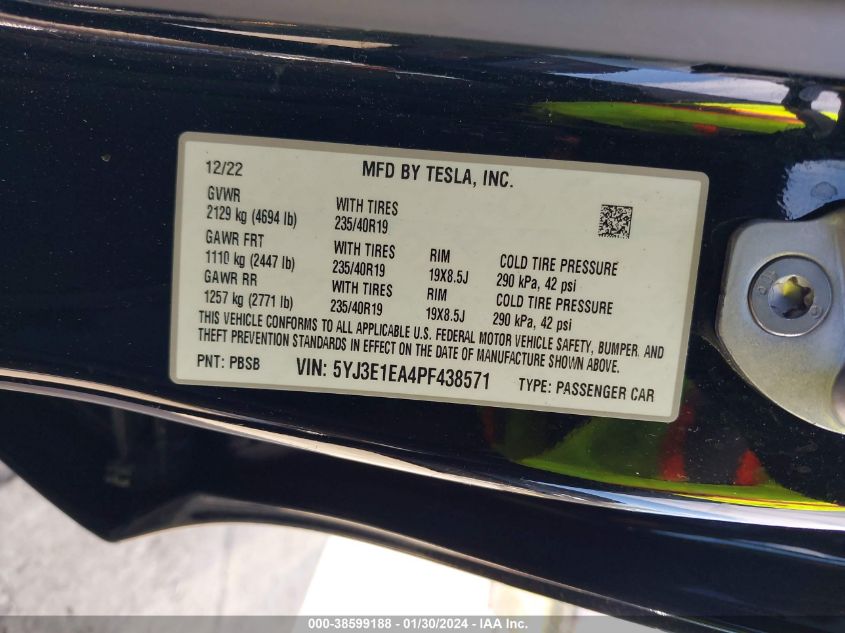 12/22 MFD BY TESLA, INC.
GVWR
2129 kg (4694 lb) WITH TIRES 235/40R19
GAWR FRT
1110 kg (2447 lb) WITH TIRES 235/40R19 RIM 19X8.5J COLD TIRE PRESSURE 290 kPa, 42 psi
GAWR RR
1257 kg (2771 lb) WITH TIRES 235/40R19 RIM 19X8.5J COLD TIRE PRESSURE 290 kPa, 42 psi
THIS VEHICLE CONFORMS TO ALL APPLICABLE U.S. FEDERAL MOTOR VEHICLE SAFETY, BUMPER, AND
THEFT PREVENTION STANDARDS IN EFFECT ON THE DATE OF MANUFACTURE SHOWN ABOVE.
PNT: PBSB VIN: 5YJ3E1EA4PF438571 TYPE: PASSENGER CAR
000-38599188 - 01/30/2024 - IAAI.COM